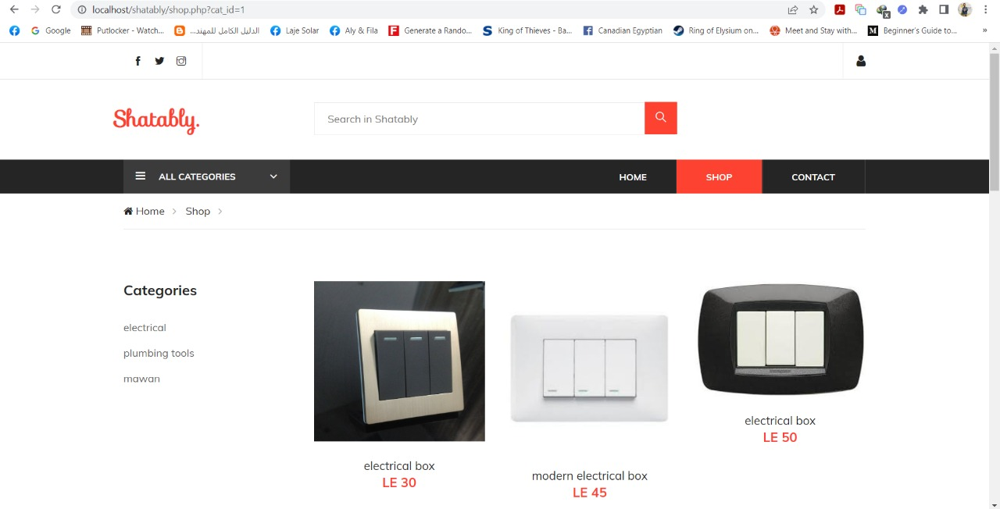 localhost/shatably/shop.php?cat_id=1
Google
Putlocker - Watch...
الدليل الكامل للمهند...
Laje Solar
Aly & Fila
Generate a Rando...
King of Thieves - Ba...
Canadian Egyptian
Ring of Elysium on...
Meet and Stay with...
Beginner's Guide to...
»
Shatably.
Search in Shatably
ALL CATEGORIES
HOME
SHOP
CONTACT
Home > Shop >
Categories
electrical
plumbing tools
mawan
electrical box
LE 30
modern electrical box
LE 45
electrical box
LE 50